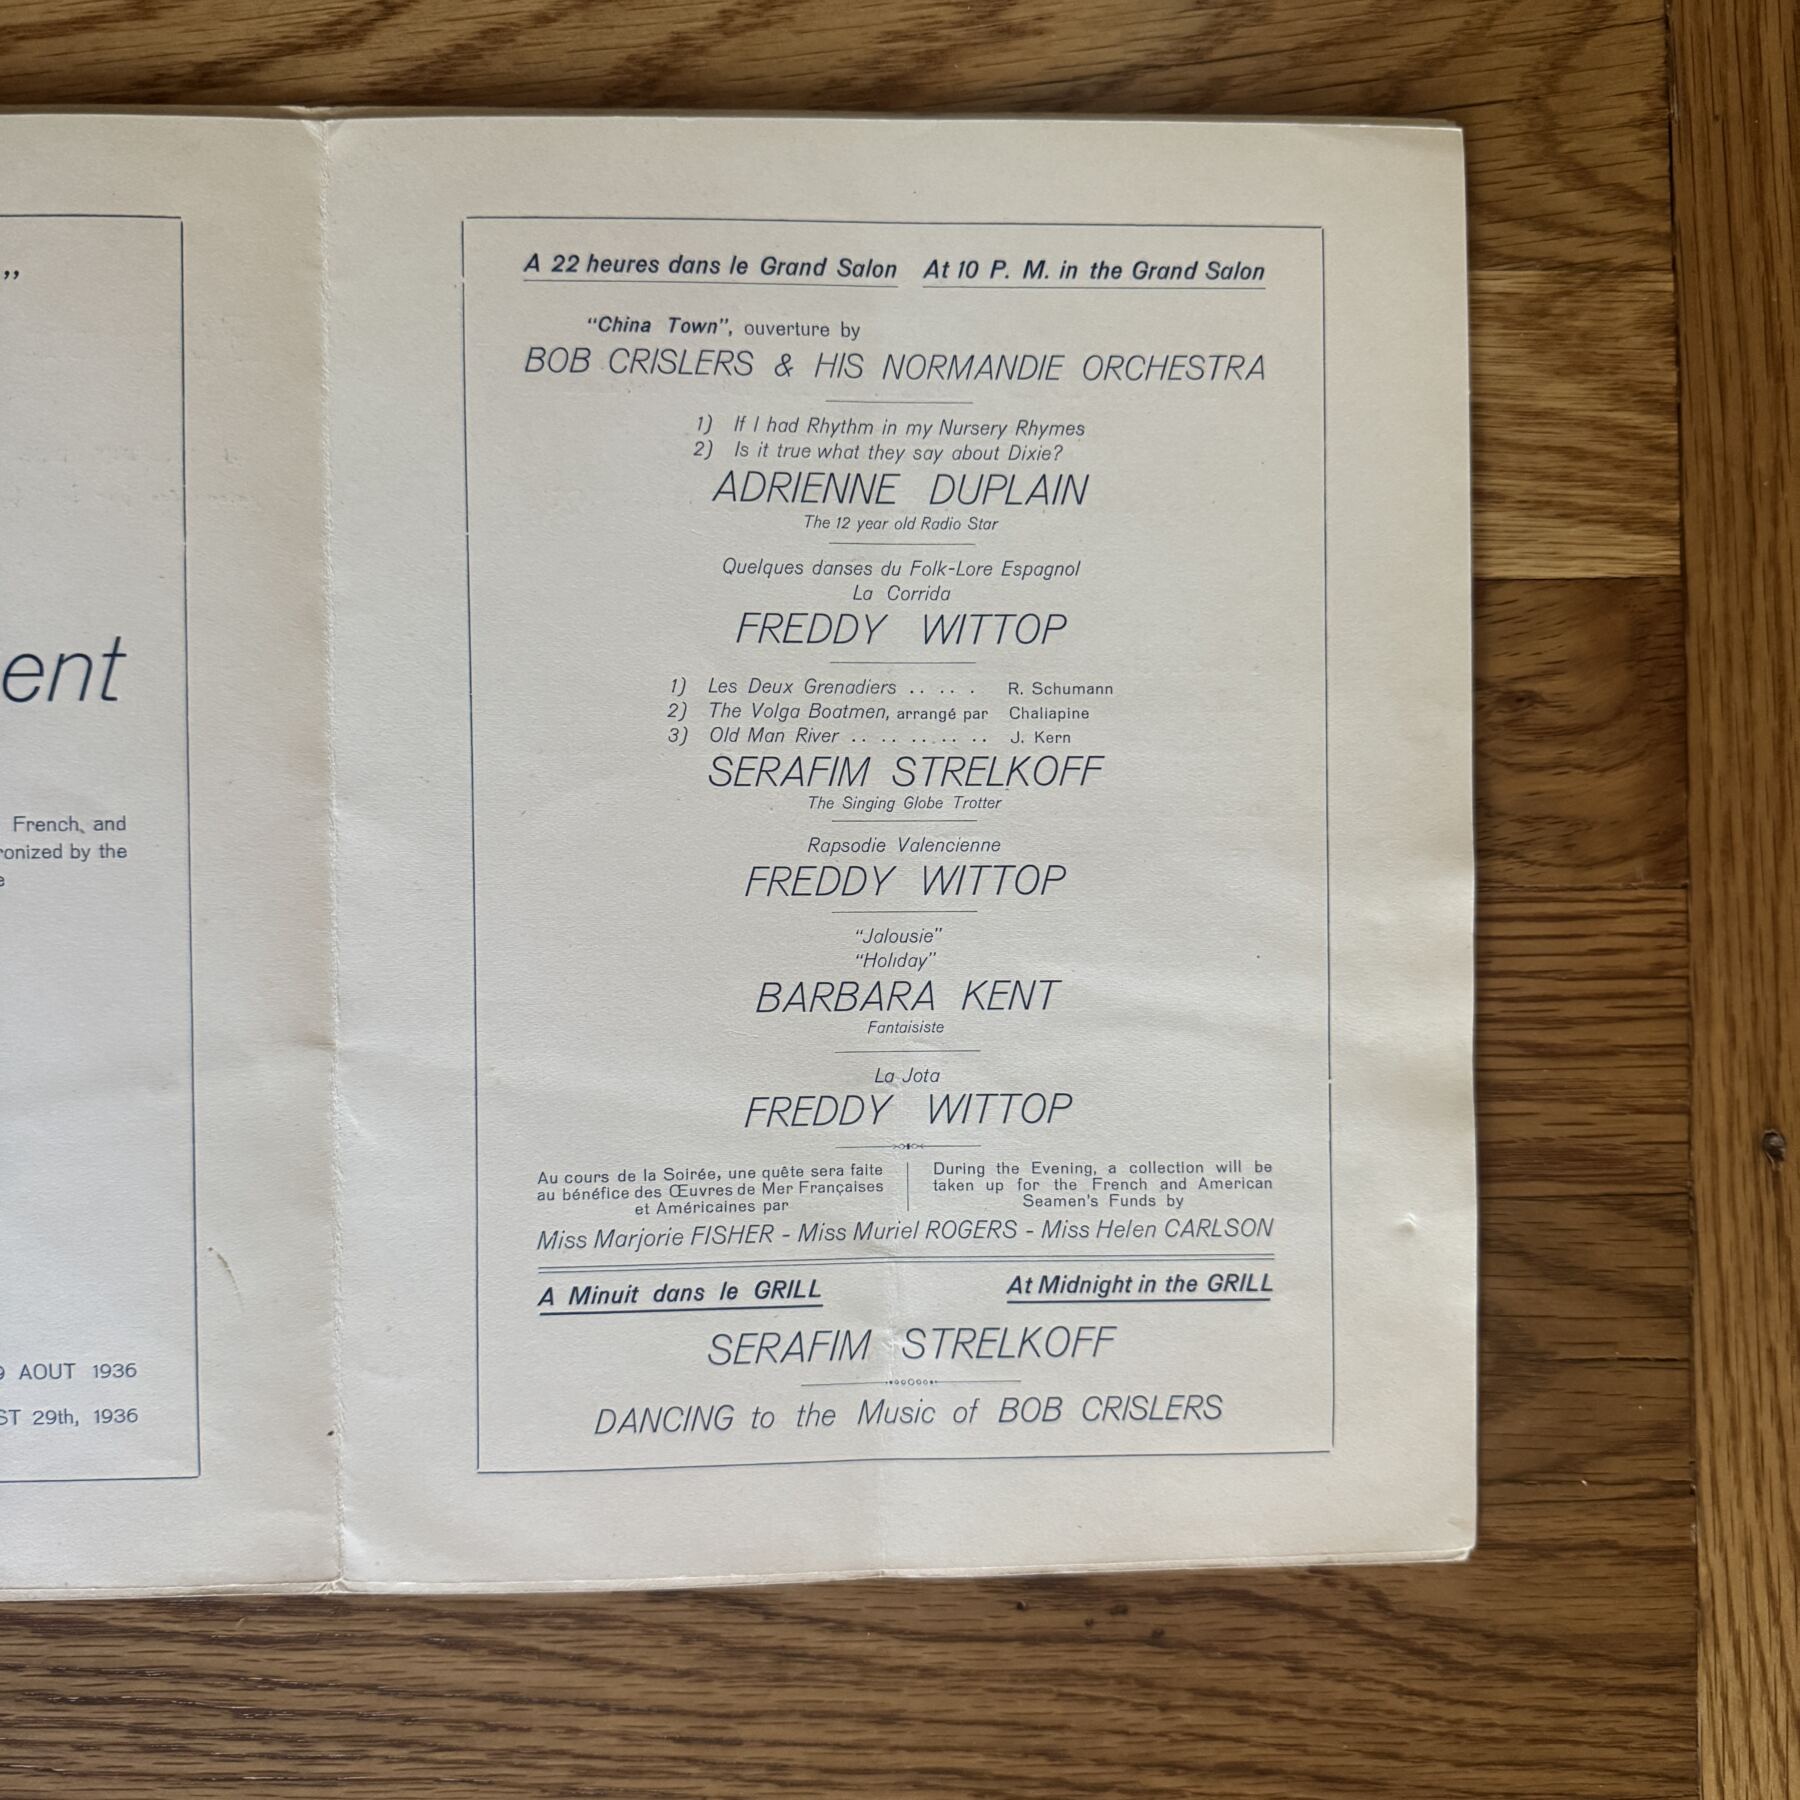 ”
ent
French, and
ronized by the
e
9 AOUT 1936
ST 29th, 1936
A 22 heures dans le Grand Salon At 10 P. M. in the Grand Salon
“China Town”, ouverture by
BOB CRISLERS & HIS NORMANDIE ORCHESTRA
1) If I had Rhythm in my Nursery Rhymes
2) Is it true what they say about Dixie?
ADRIENNE DUPLAIN
The 12 year old Radio Star
Quelques danses du Folk-Lore Espagnol
La Corrida
FREDDY WITTOP
1) Les Deux Grenadiers .. .. . R. Schumann
2) The Volga Boatmen, arrangé par Chaliapine
3) Old Man River .. .. .. .. .. J. Kern
SERAFIM STRELKOFF
The Singing Globe Trotter
Rapsodie Valencienne
FREDDY WITTOP
“Jalousie”
“Holiday”
BARBARA KENT
Fantaisiste
La Jota
FREDDY WITTOP
Au cours de la Soirée, une quête sera faite
au bénéfice des Œuvres de Mer Françaises
et Américaines par
During the Evening, a collection will be
taken up for the French and American
Seamen's Funds by
Miss Marjorie FISHER - Miss Muriel ROGERS - Miss Helen CARLSON
A Minuit dans le GRILL At Midnight in the GRILL
SERAFIM STRELKOFF
DANCING to the Music of BOB CRISLERS